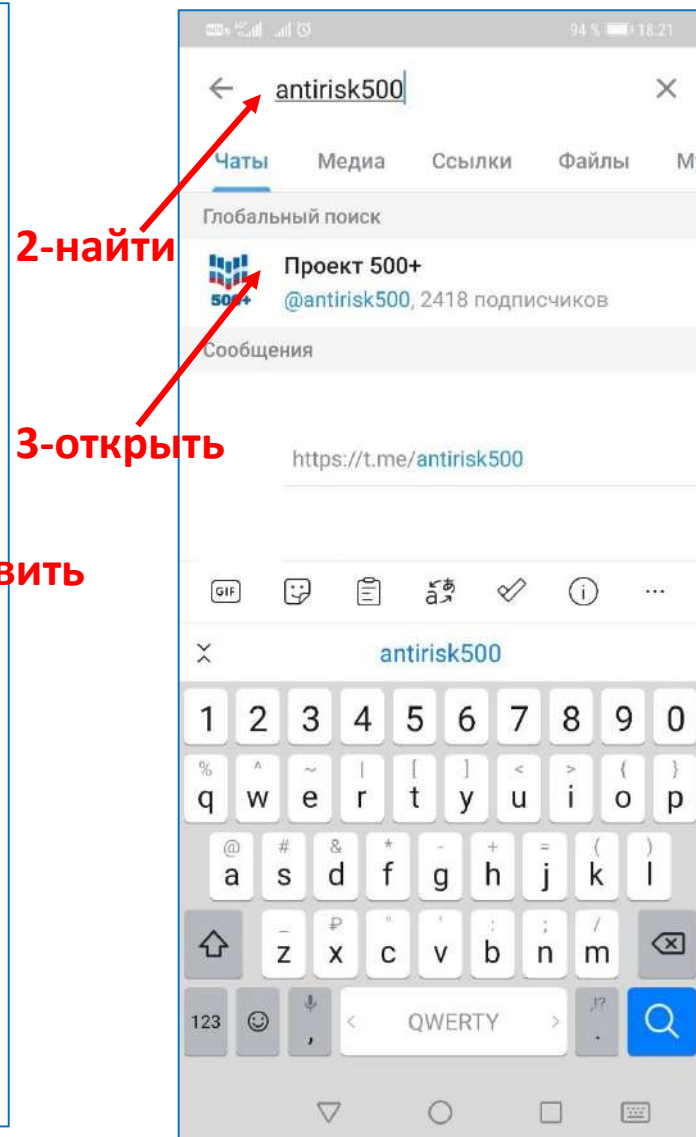 94 % 18:21
antirisk500
Чаты Медиа Ссылки Файлы М
Глобальный поиск
2-найти
Проект 500+
500+
@antirisk500, 2418 подписчиков
Сообщения
3-открыть
https://t.me/antirisk500
вить
GIF
antirisk500
1 2 3 4 5 6 7 8 9 0
% ^ ~ | [ ] < > { }
q w e r t y u i o p
@ # & * - + = ( )
a s d f g h j k l
_ ₽ " ' : ; /
z x c v b n m
123 , < QWERTY > ,!? .